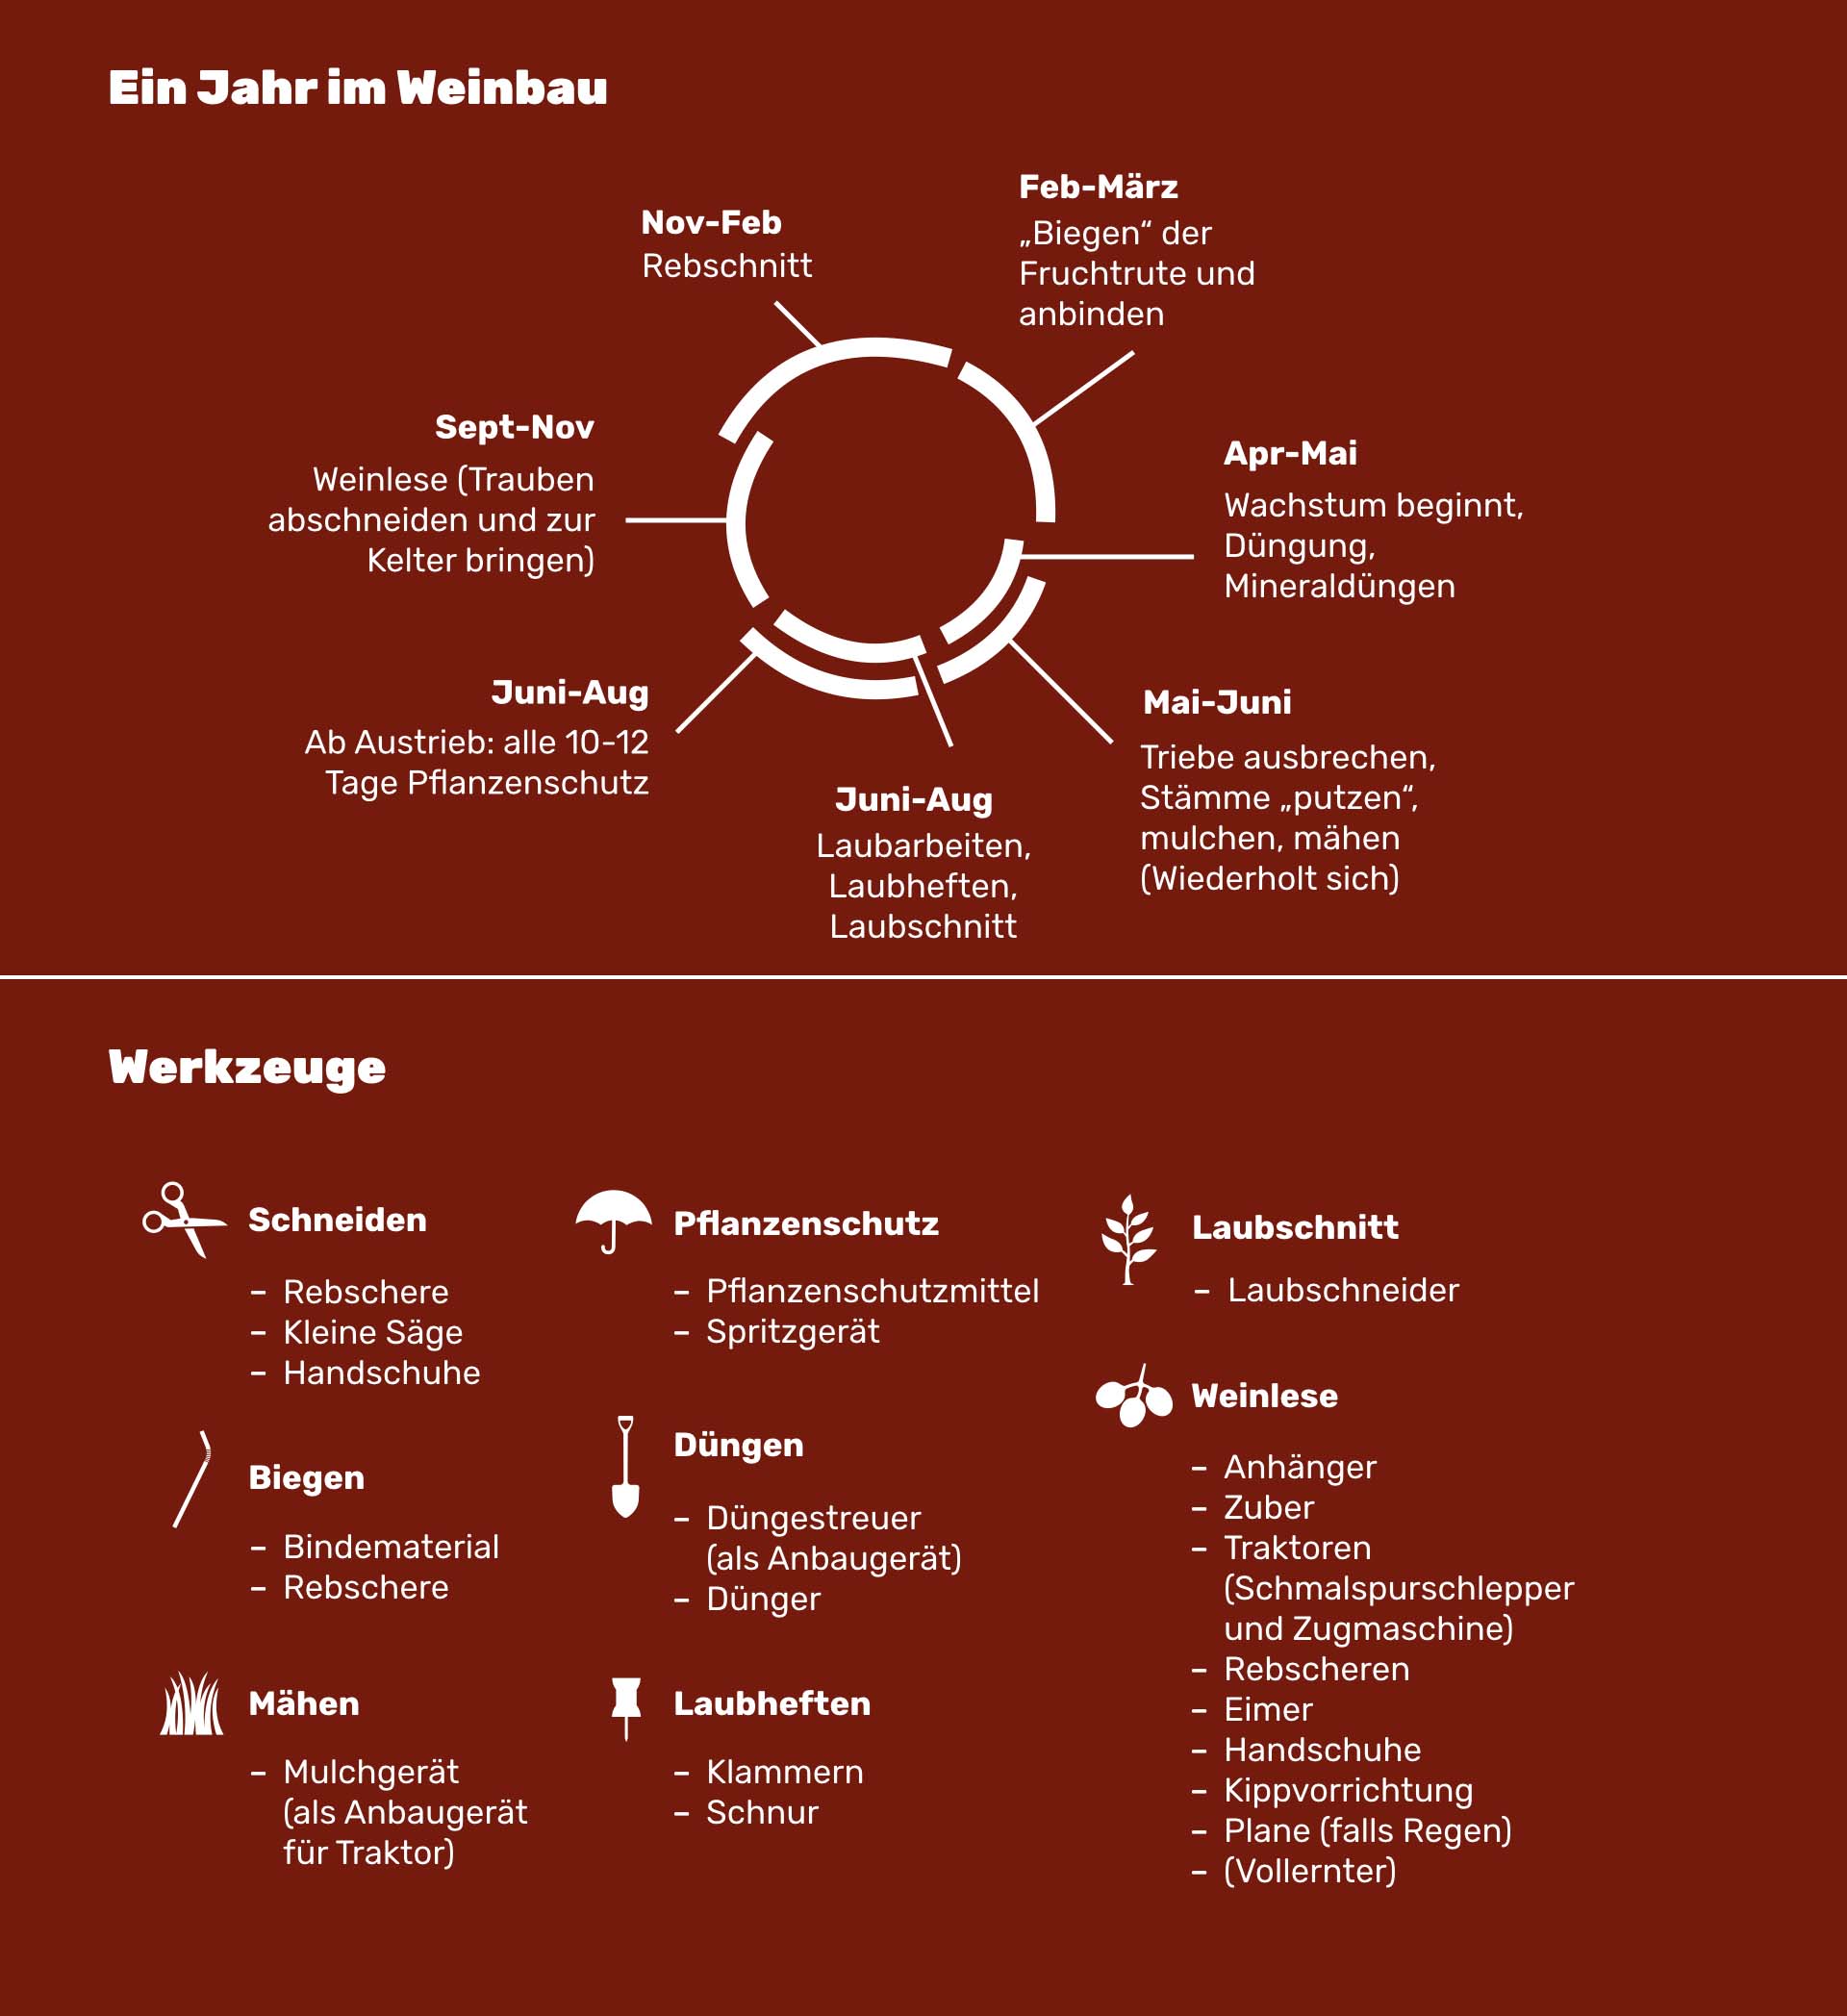 Ein Jahr im Weinbau
Nov-Feb
Rebschnitt
Feb-März
„Biegen“ der
Fruchtrute und
anbinden
Apr-Mai
Wachstum beginnt,
Düngung,
Mineraldüngen
Mai-Juni
Triebe ausbrechen,
Stämme „putzen“,
mulchen, mähen
(Wiederholt sich)
Juni-Aug
Laubarbeiten,
Laubheften,
Laubschnitt
Juni-Aug
Ab Austrieb: alle 10-12
Tage Pflanzenschutz
Sept-Nov
Weinlese (Trauben
abschneiden und zur
Kelter bringen)
Werkzeuge
Schneiden
– Rebschere
– Kleine Säge
– Handschuhe
Biegen
– Bindematerial
– Rebschere
Mähen
– Mulchgerät
(als Anbaugerät
für Traktor)
Pflanzenschutz
– Pflanzenschutzmittel
– Spritzgerät
Düngen
– Düngestreuer
(als Anbaugerät)
– Dünger
Laubheften
– Klammern
– Schnur
Laubschnitt
– Laubschneider
Weinlese
– Anhänger
– Zuber
– Traktoren
(Schmalspurschlepper
und Zugmaschine)
– Rebscheren
– Eimer
– Handschuhe
– Kippvorrichtung
– Plane (falls Regen)
– (Vollernter)